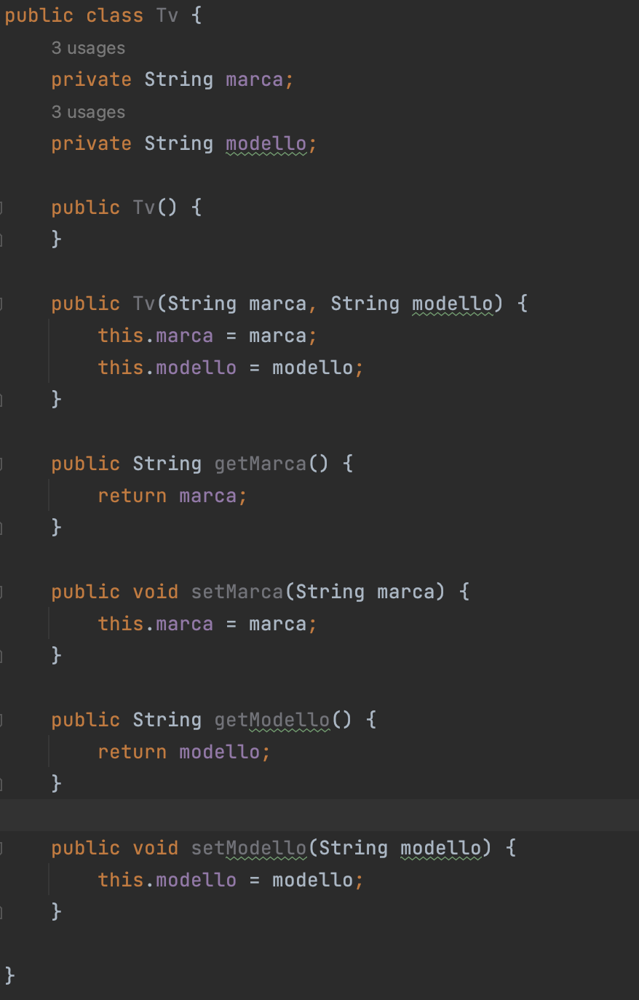 public class Tv {
3 usages
private String marca;
3 usages
private String modello;
public Tv() {
}
public Tv(String marca, String modello) {
this.marca = marca;
this.modello = modello;
}
public String getMarca() {
return marca;
}
public void setMarca(String marca) {
this.marca = marca;
}
public String getModello() {
return modello;
}
public void setModello(String modello) {
this.modello = modello;
}
}